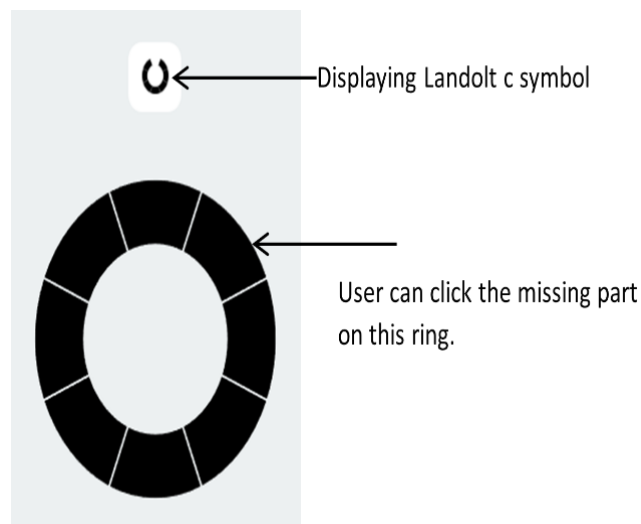 Displaying Landolt c symbol
User can click the missing part
on this ring.